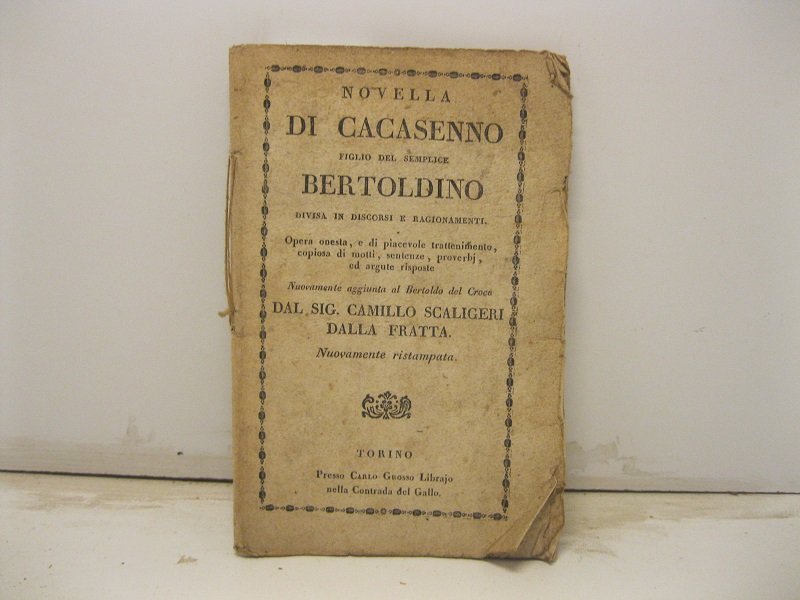 NOVELLA
DI CACASENNO
FIGLIO DEL SEMPLICE
BERTOLDINO
DIVISA IN DISCORSI E RAGIONAMENTI.
Opera onesta, e di piacevole trattenimento,
copiosa di motti, sentenze, proverbj,
ed argute risposte
Nuovamente aggiunta al Bertoldo del Croce
DAL SIG. CAMILLO SCALIGERI
DALLA FRATTA.
Nuovamente ristampata.
TORINO
Presso CARLO GROSSO Librajo
nella Contrada del Gallo.